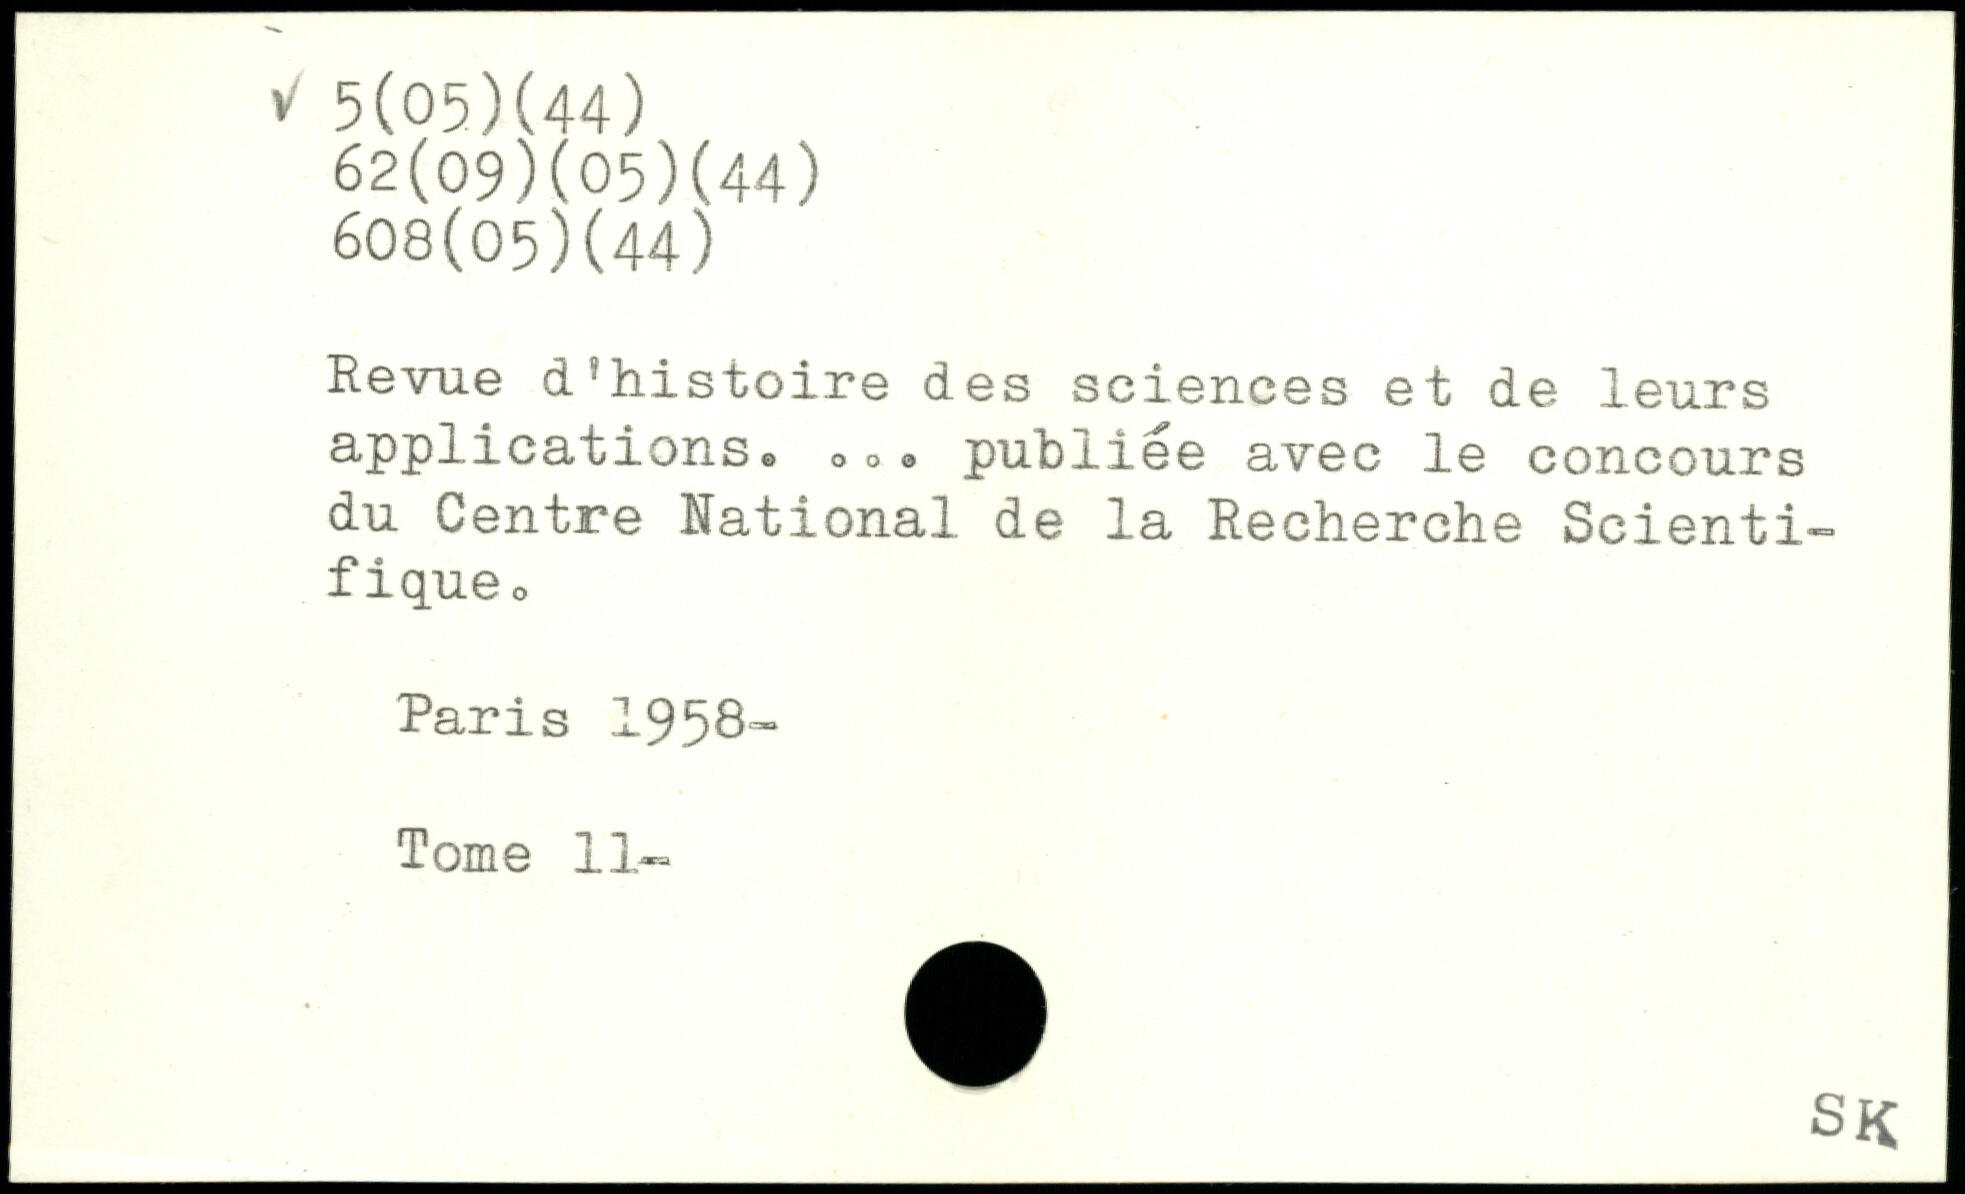 ✓ 5(05)(44)
62(09)(05)(44)
608(05)(44)
Revue d'histoire des sciences et de leurs
applications. ... publiée avec le concours
du Centre National de la Recherche Scienti-
fique.
Paris 1958-
Tome 11-
SK